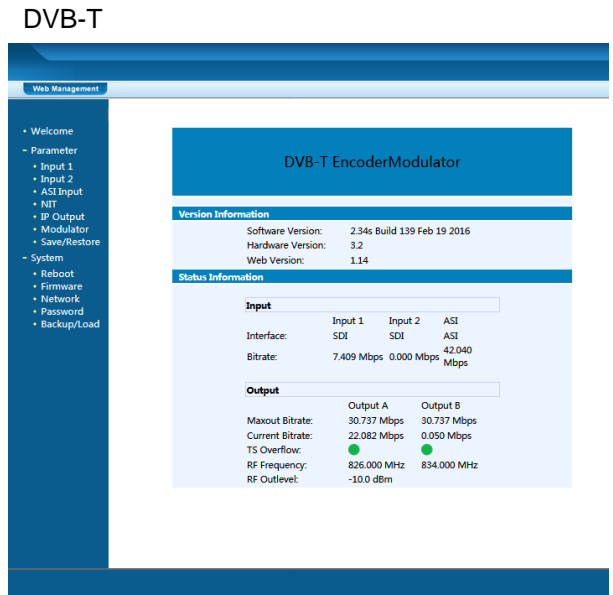 DVB-T
Web Management
Welcome
Parameter
Input 1
Input 2
ASI Input
NIT
IP Output
Modulator
Save/Restore
System
Reboot
Firmware
Network
Password
Backup/Load
DVB-T EncoderModulator
Version Information
Software Version: 2.34s Build 139 Feb 19 2016
Hardware Version: 3.2
Web Version: 1.14
Status Information
Input
Input 1 Input 2 ASI
Interface: SDI SDI ASI
Bitrate: 7.409 Mbps 0.000 Mbps 42.040 Mbps
Output
Output A Output B
Maxout Bitrate: 30.737 Mbps 30.737 Mbps
Current Bitrate: 22.082 Mbps 0.050 Mbps
TS Overflow:
RF Frequency: 826.000 MHz 834.000 MHz
RF Outlevel: -10.0 dBm